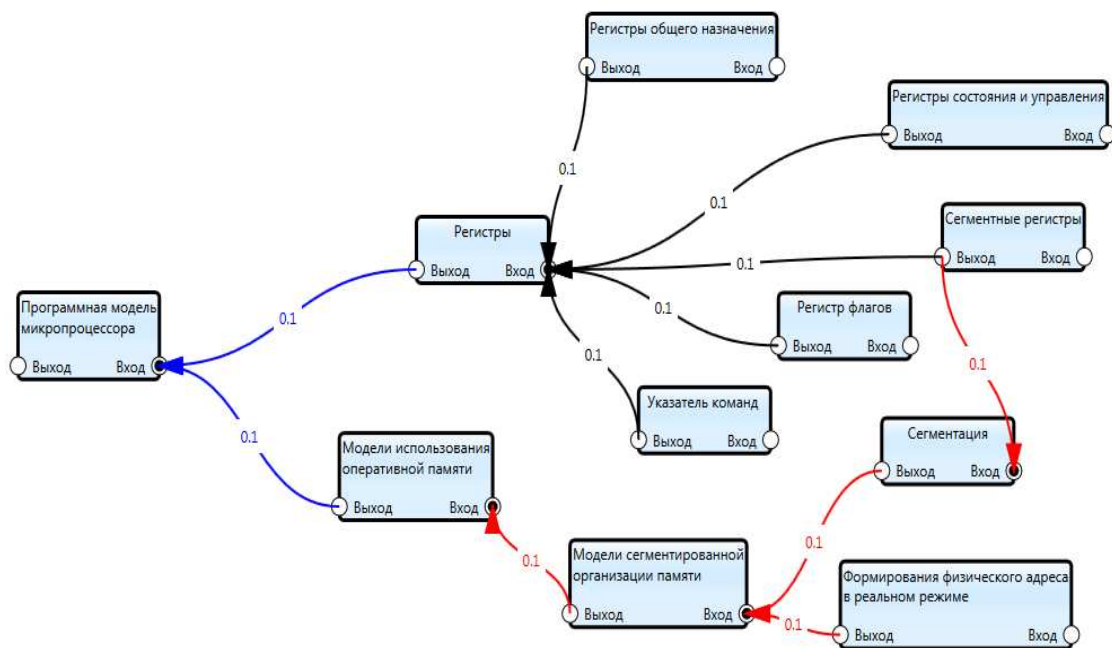 Регистры общего назначения
Выход Вход
Регистры состояния и управления
Выход Вход
0.1
0.1
Регистры
Выход Вход
Сегментные регистры
Выход Вход
0.1
Программная модель
микропроцессора
Выход Вход
0.1
Регистр флагов
Выход Вход
0.1
0.1
0.1
Указатель команд
Выход Вход
Модели использования
оперативной памяти
Выход Вход
0.1
Сегментация
Выход Вход
0.1
0.1
Модели сегментированной
организации памяти
Выход Вход
0.1
Формирования физического адреса
в реальном режиме
Выход Вход